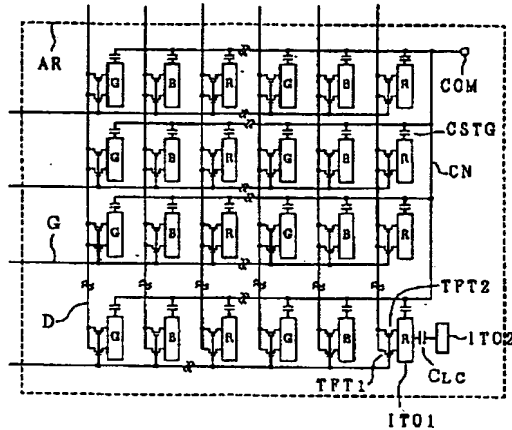 AR
G B R G B R
COM
CSTG
G B R G B R
CN
G
G B R G B R
TFT2
D
G B R G B R
ITO2
TFT1
CLC
ITO1